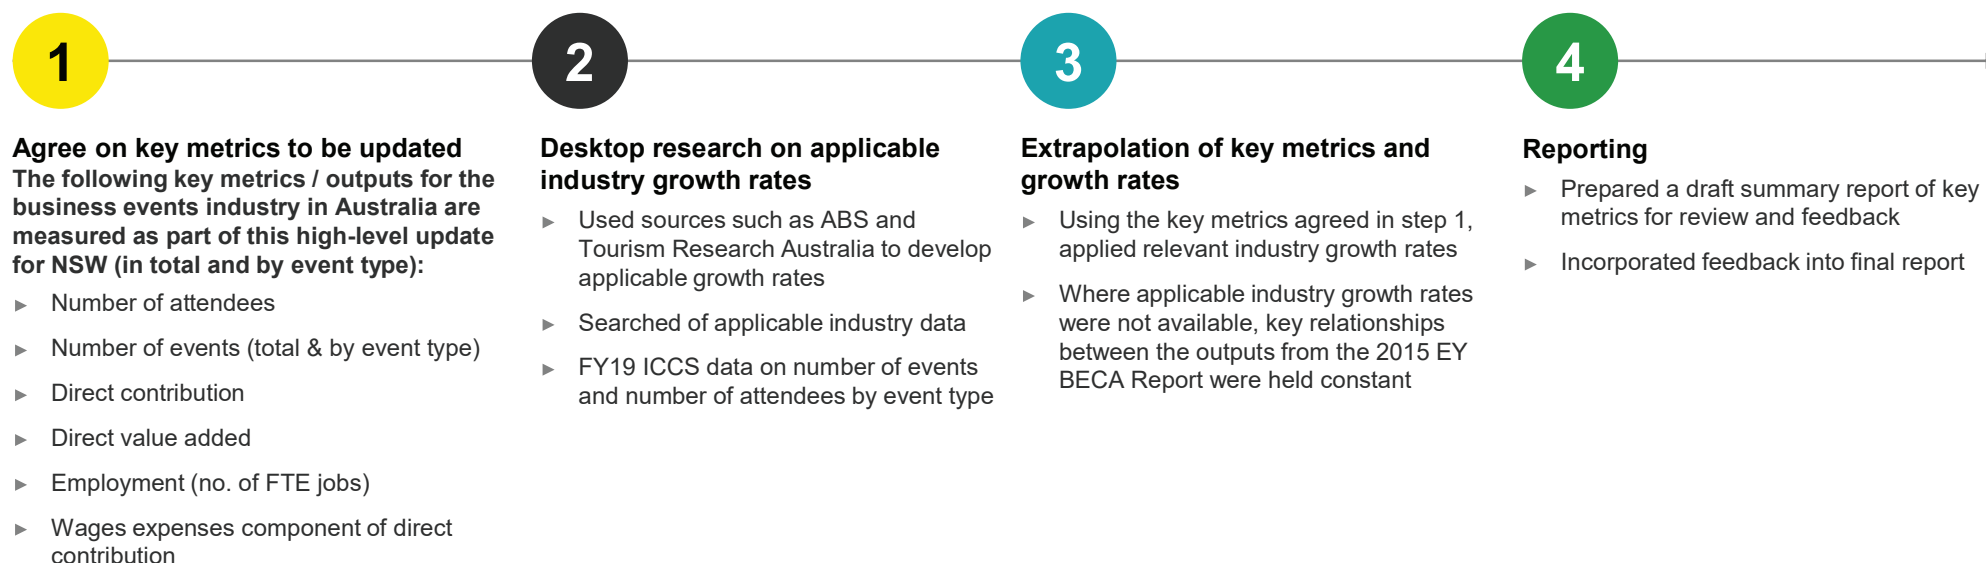 1
2
3
4
Agree on key metrics to be updated
The following key metrics / outputs for the
business events industry in Australia are
measured as part of this high-level update
for NSW (in total and by event type):
► Number of attendees
► Number of events (total & by event type)
► Direct contribution
► Direct value added
► Employment (no. of FTE jobs)
► Wages expenses component of direct
contribution
Desktop research on applicable
industry growth rates
► Used sources such as ABS and
Tourism Research Australia to develop
applicable growth rates
► Searched of applicable industry data
► FY19 ICCS data on number of events
and number of attendees by event type
Extrapolation of key metrics and
growth rates
► Using the key metrics agreed in step 1,
applied relevant industry growth rates
► Where applicable industry growth rates
were not available, key relationships
between the outputs from the 2015 EY
BECA Report were held constant
Reporting
► Prepared a draft summary report of key
metrics for review and feedback
► Incorporated feedback into final report